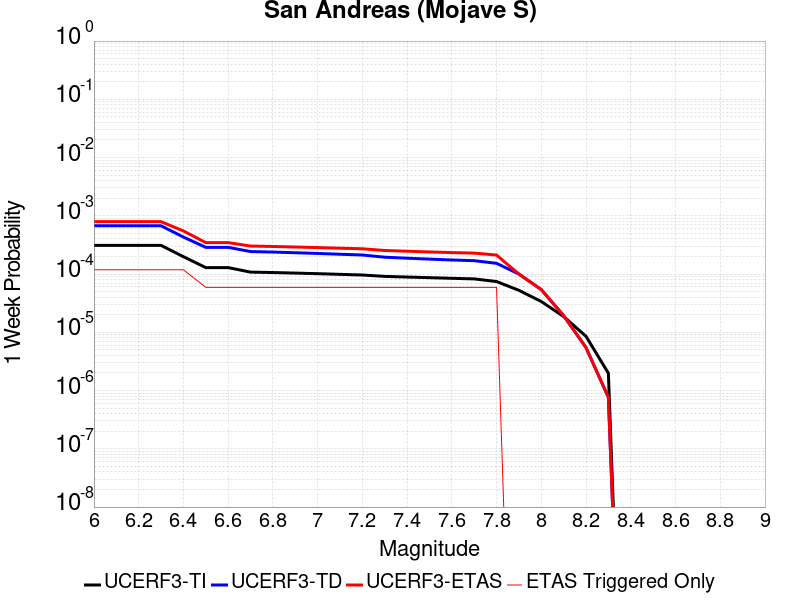 San Andreas (Mojave S)
10^0
10^-1
10^-2
10^-3
10^-4
10^-5
10^-6
10^-7
10^-8
1 Week Probability
6 6.2 6.4 6.6 6.8 7 7.2 7.4 7.6 7.8 8 8.2 8.4 8.6 8.8 9
Magnitude
UCERF3-TI UCERF3-TD UCERF3-ETAS ETAS Triggered Only